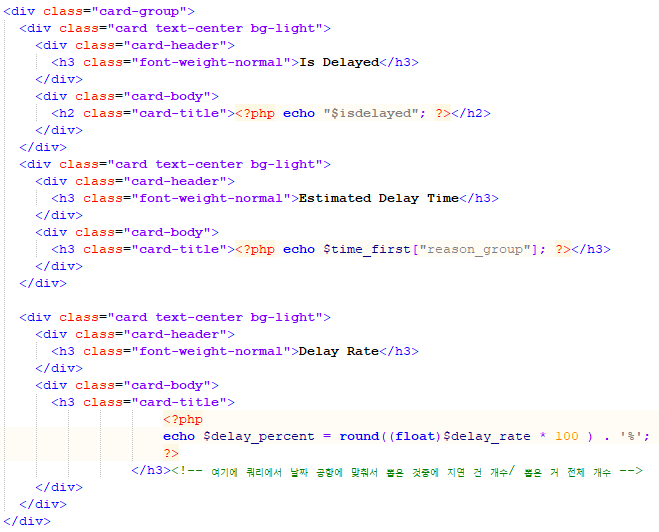 <div class="card-group">
<div class="card text-center bg-light">
<div class="card-header">
<h3 class="font-weight-normal">Is Delayed</h3>
</div>
<div class="card-body">
<h2 class="card-title"><?php echo "$isdelayed"; ?></h2>
</div>
</div>
<div class="card text-center bg-light">
<div class="card-header">
<h3 class="font-weight-normal">Estimated Delay Time</h3>
</div>
<div class="card-body">
<h3 class="card-title"><?php echo $time_first["reason_group"]; ?></h3>
</div>
</div>
<div class="card text-center bg-light">
<div class="card-header">
<h3 class="font-weight-normal">Delay Rate</h3>
</div>
<div class="card-body">
<h3 class="card-title">
<?php
echo $delay_percent = round((float)$delay_rate * 100 ) . '%';
?>
</h3><!-- 여기에 쿼리에서 날짜 공항에 맞춰서 뽑은 것중에 지연 건 개수/ 뽑은 거 전체 개수 -->
</div>
</div>
</div>